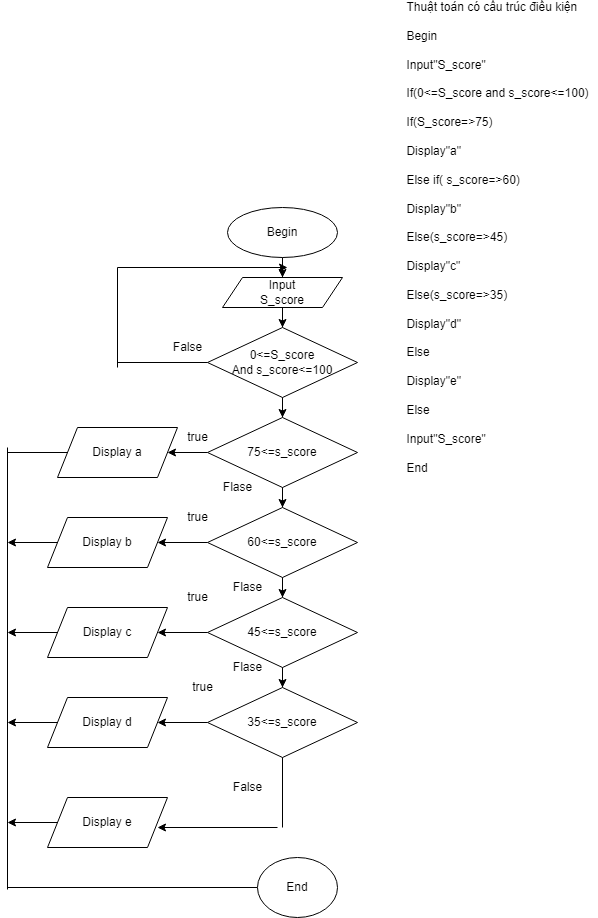 Thuật toán có cấu trúc điều kiện
Begin
Input"S_score"
If(0<=S_score and s_score<=100)
If(S_score=>75)
Display"a"
Else if( s_score=>60)
Display"b"
Else(s_score=>45)
Display"c"
Else(s_score=>35)
Display"d"
Else
Display"e"
Else
Input"S_score"
End
Begin
Input
S_score
False
0<=S_score
And s_score<=100
true
Display a
75<=s_score
Flase
true
Display b
60<=s_score
Flase
true
Display c
45<=s_score
Flase
true
Display d
35<=s_score
False
Display e
End